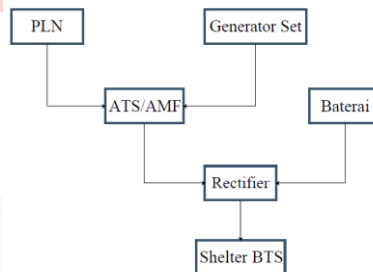 PLN
Generator Set
ATS/AMF
Baterai
Rectifier
Shelter BTS